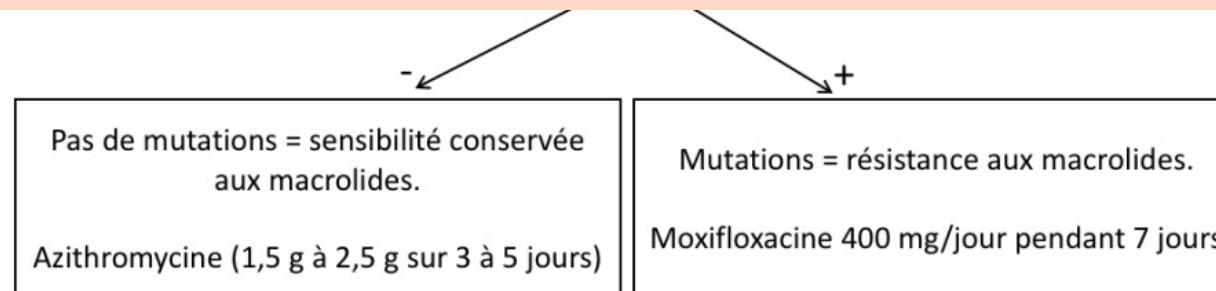 -
+
Pas de mutations = sensibilité conservée
aux macrolides.
Azithromycine (1,5 g à 2,5 g sur 3 à 5 jours)
Mutations = résistance aux macrolides.
Moxifloxacine 400 mg/jour pendant 7 jours